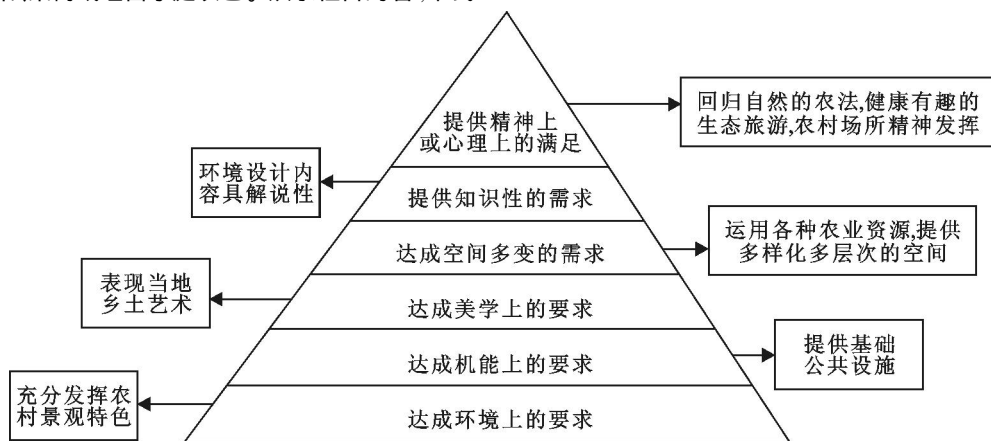 提供精神上
或心理上的满足
回归自然的农法,健康有趣的
生态旅游,农村场所精神发挥
环境设计内
容具解说性
提供知识性的需求
达成空间多变的需求
运用各种农业资源,提供
多样化多层次的空间
表现当地
乡土艺术
达成美学上的要求
达成机能上的要求
提供基础
公共设施
充分发挥农
村景观特色
达成环境上的要求